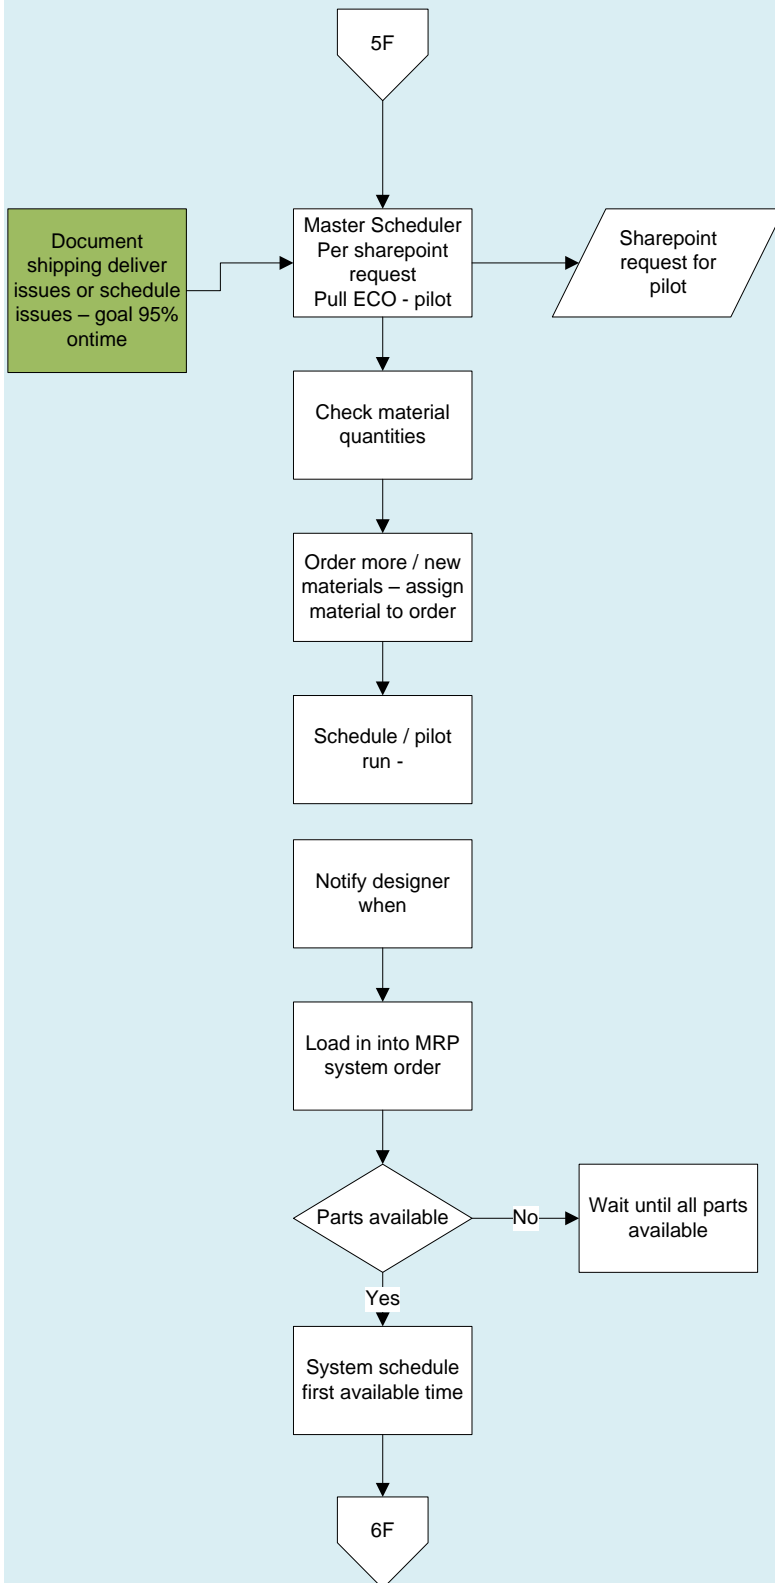 5F
Document
shipping deliver
issues or schedule
issues – goal 95%
ontime
Master Scheduler
Per sharepoint
request
Pull ECO - pilot
Sharepoint
request for
pilot
Check material
quantities
Order more / new
materials – assign
material to order
Schedule / pilot
run -
Notify designer
when
Load in into MRP
system order
Parts available
No
Wait until all parts
available
Yes
System schedule
first available time
6F